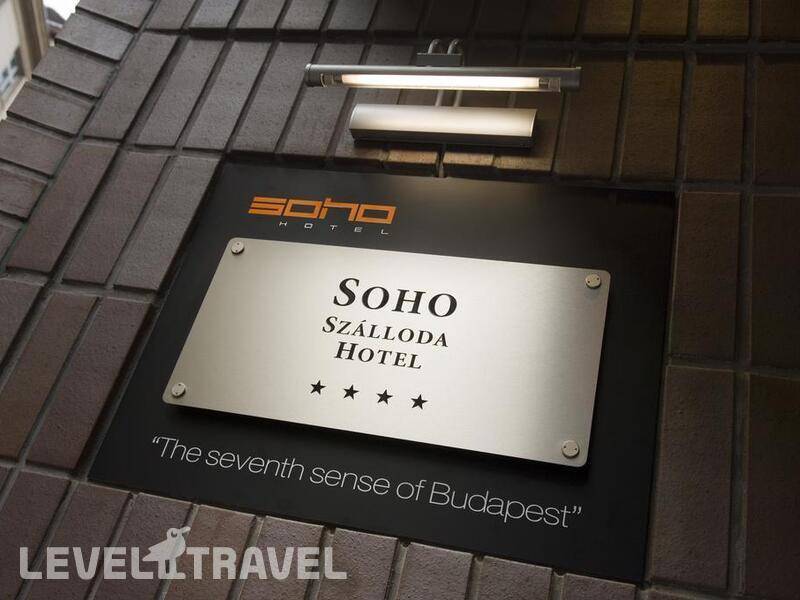 soho
HOTEL
SOHO
SZÁLLODA
HOTEL
★ ★ ★ ★
“The seventh sense of Budapest”
LEVEL TRAVEL